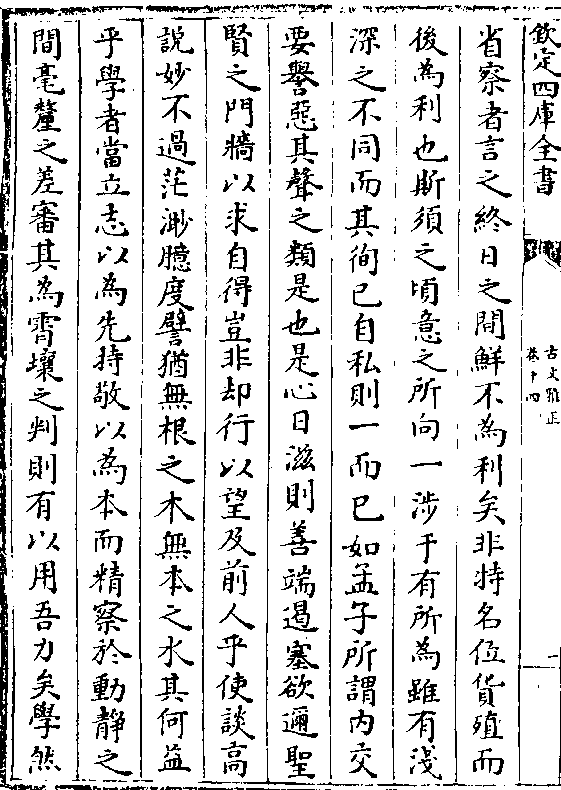 欽定四庫全書
古文雅正
卷十四
省察者言之終日之間鮮不為利矣非特名位貨殖而
後為利也斯須之頃意之所向一涉于有所為雖有淺
深之不同而其徇已自私則一而已如孟子所謂内交
要譽惡其聲之類是也是心日滋則善端遏塞欲邇聖
賢之門牆以求自得豈非却行以望及前人乎使談高
說妙不過茫渺臆度譬猶無根之木無本之水其何益
乎學者當立志以為先持敬以為本而精察於動靜之
間毫釐之差審其為霄壤之判則有以用吾力矣學然